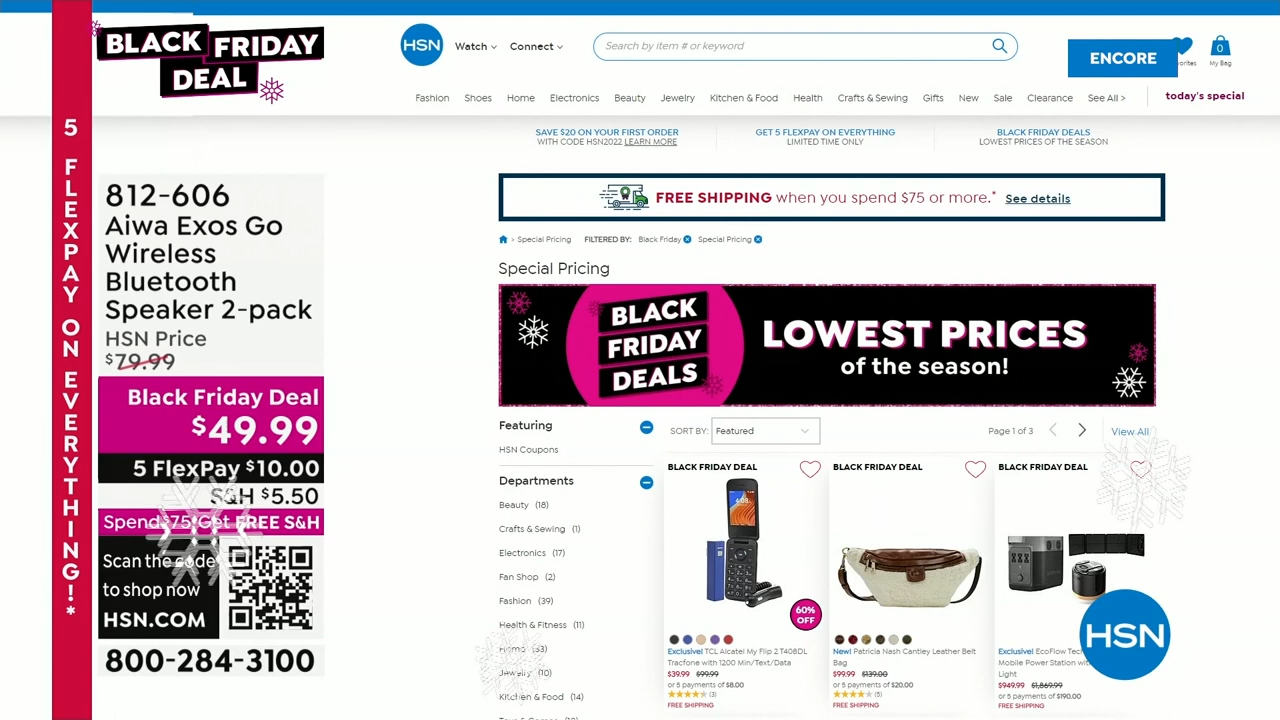 BLACK FRIDAY
DEAL
5 FLEXPAY ON EVERYTHING!*
812-606
Aiwa Exos Go
Wireless
Bluetooth
Speaker 2-pack
HSN Price
$79.99
Black Friday Deal
$49.99
5 FlexPay $10.00
S&H $5.50
Spend $75 Get FREE S&H
Scan the code
to shop now
HSN.COM
800-284-3100
HSN
Watch
Connect
Search by item # or keyword
ENCORE
0
My Bag
Fashion Shoes Home Electronics Beauty Jewelry Kitchen & Food Health Crafts & Sewing Gifts New Sale Clearance See All >
today's special
SAVE $20 ON YOUR FIRST ORDER
WITH CODE HSN2022 LEARN MORE
GET 5 FLEXPAY ON EVERYTHING
LIMITED TIME ONLY
BLACK FRIDAY DEALS
LOWEST PRICES OF THE SEASON
FREE SHIPPING when you spend $75 or more.* See details
> Special Pricing FILTERED BY: Black Friday Special Pricing
Special Pricing
BLACK
FRIDAY
DEALS
LOWEST PRICES
of the season!
Featuring
HSN Coupons
Departments
Beauty (18)
Crafts & Sewing (1)
Electronics (17)
Fan Shop (2)
Fashion (39)
Health & Fitness (11)
Home (33)
Jewelry (10)
Kitchen & Food (14)
SORT BY: Featured
Page 1 of 3
View All
BLACK FRIDAY DEAL
60%
OFF
Exclusive! TCL Alcatel My Flip 2 T408DL
Tracfone with 1200 Min/Text/Data
$39.99 $99.99
or 5 payments of $8.00
(3)
FREE SHIPPING
BLACK FRIDAY DEAL
New! Patricia Nash Cantley Leather Belt
Bag
$99.99 $139.00
or 5 payments of $20.00
(5)
FREE SHIPPING
BLACK FRIDAY DEAL
Exclusive! EcoFlow
Mobile Power Station
Light
$949.99 $1,869.99
or 5 payments of $190.00
FREE SHIPPING
HSN